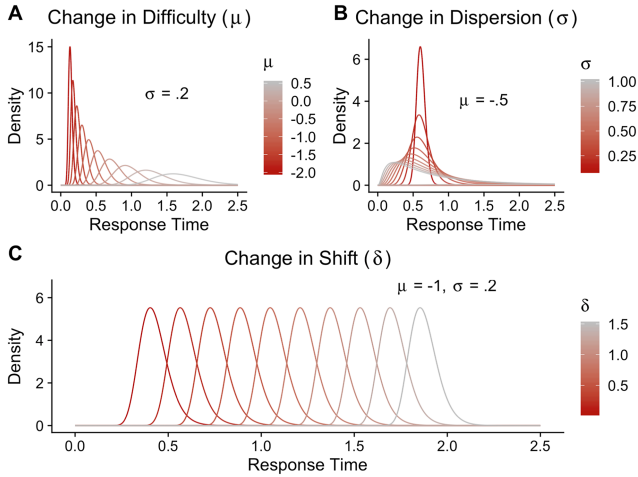 A Change in Difficulty (μ)
15
10
5
0
Density
σ = .2
0.0 0.5 1.0 1.5 2.0 2.5
Response Time
μ
0.5
0.0
-0.5
-1.0
-1.5
-2.0
B Change in Dispersion (σ)
6
4
2
0
Density
μ = -.5
0.0 0.5 1.0 1.5 2.0 2.5
Response Time
σ
1.00
0.75
0.50
0.25
C
Change in Shift (δ)
μ = -1, σ = .2
6
4
2
0
Density
0.0 0.5 1.0 1.5 2.0 2.5
Response Time
δ
1.5
1.0
0.5